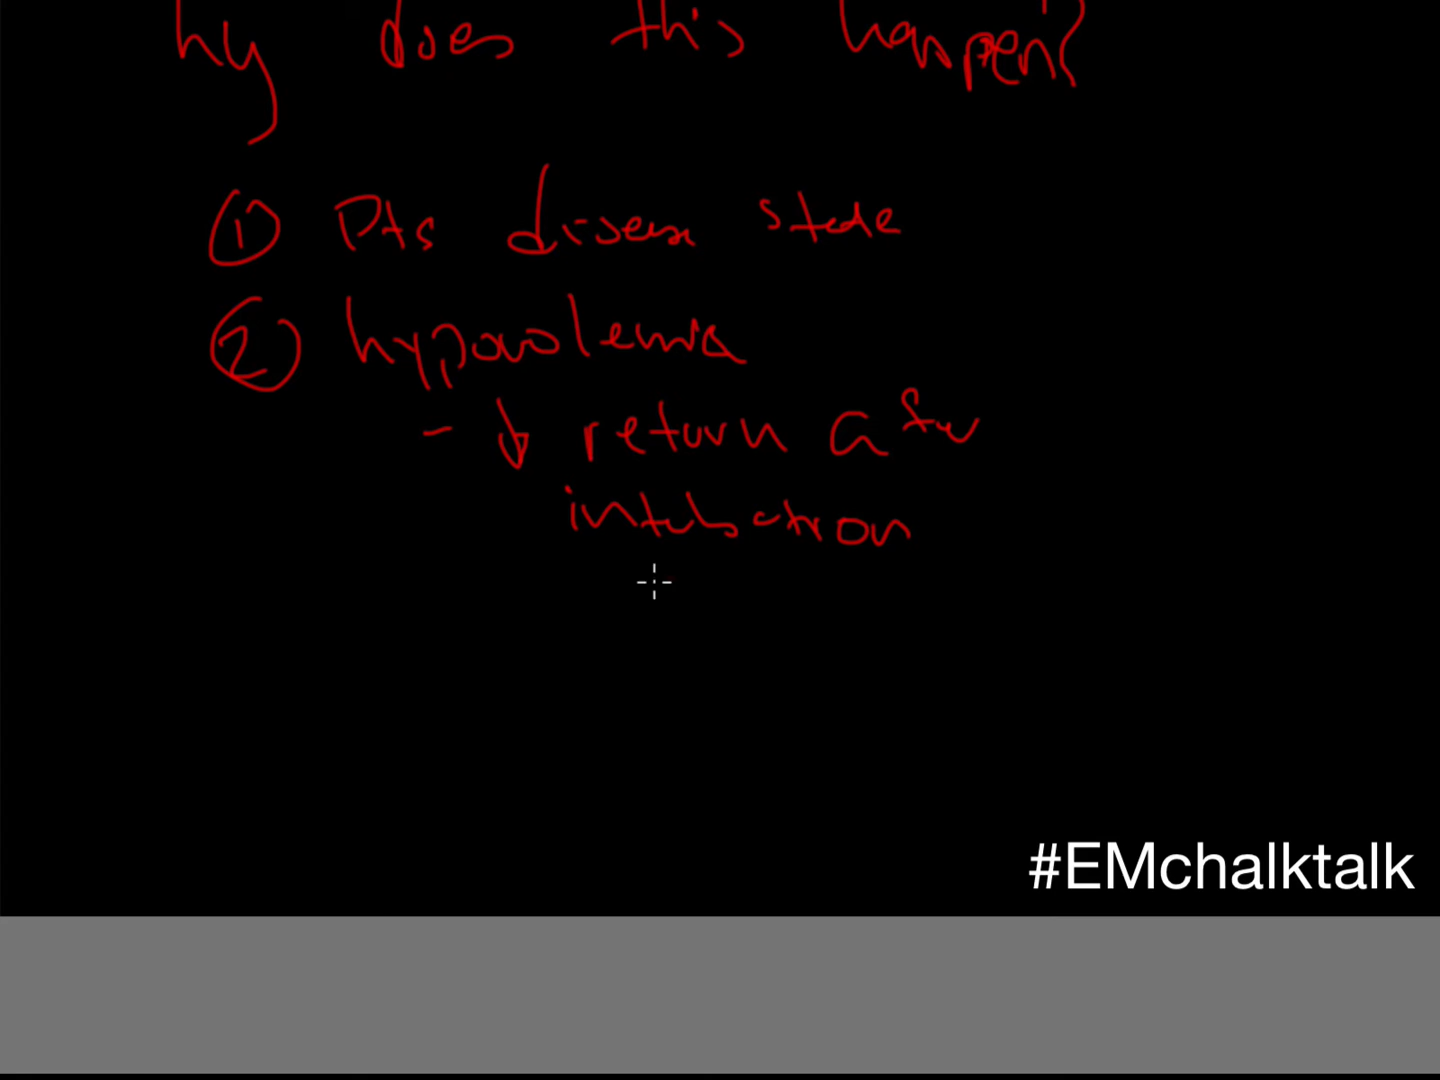 hy does this happen?
① Pts disease state
② hypovolemia
- ↓ return after
intubation
#EMchalktalk